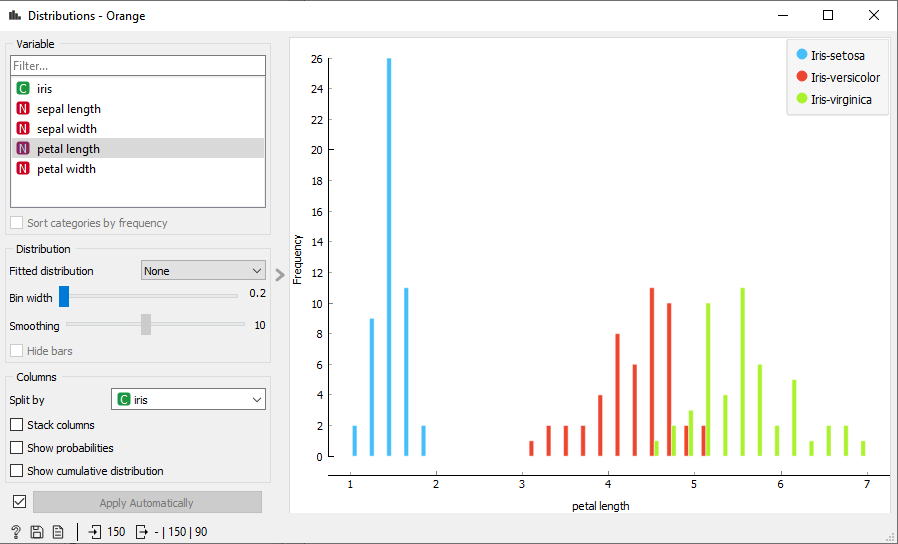 Distributions - Orange
Variable
Filter...
C iris
N sepal length
N sepal width
N petal length
N petal width
Sort categories by frequency
Distribution
Fitted distribution None
Bin width 0.2
Smoothing 10
Hide bars
Columns
Split by C iris
Stack columns
Show probabilities
Show cumulative distribution
Apply Automatically
? 150 - | 150 | 90
Iris-setosa
Iris-versicolor
Iris-virginica
Frequency
26
24
22
20
18
16
14
12
10
8
6
4
2
0
1 2 3 4 5 6 7
petal length